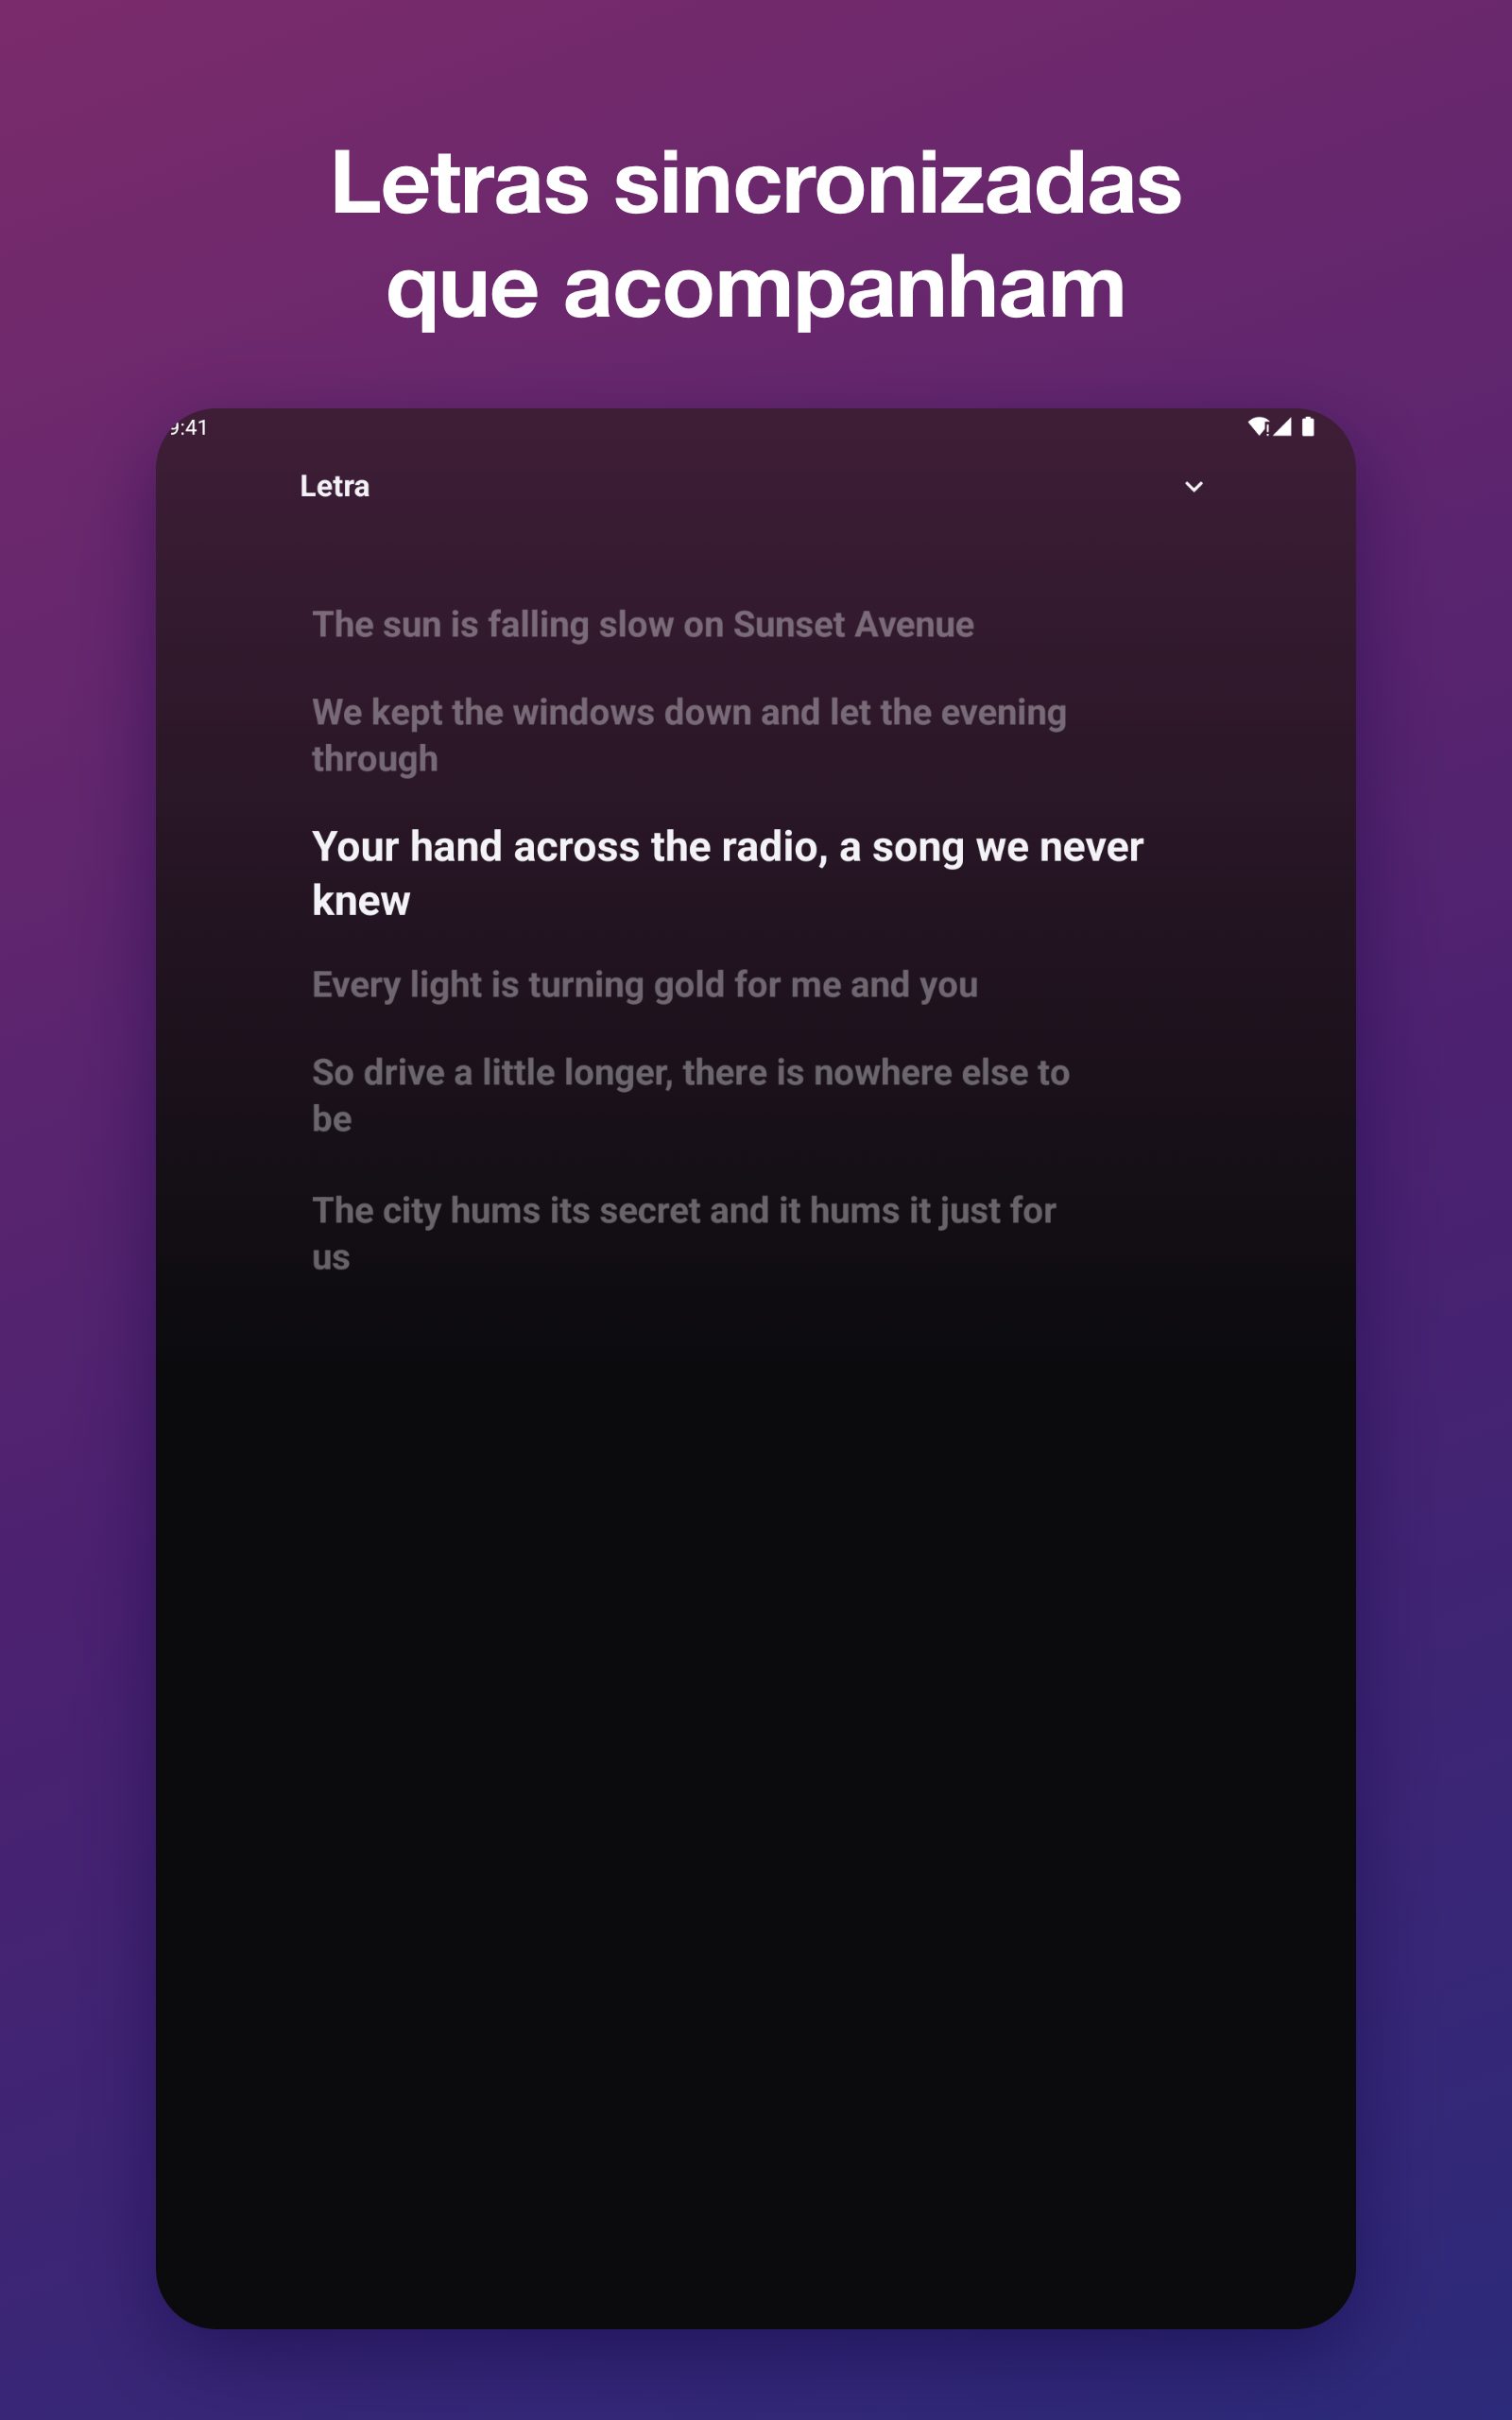 Letras sincronizadas
que acompanham
9:41
Letra
The sun is falling slow on Sunset Avenue
We kept the windows down and let the evening
through
Your hand across the radio, a song we never
knew
Every light is turning gold for me and you
So drive a little longer, there is nowhere else to
be
The city hums its secret and it hums it just for
us